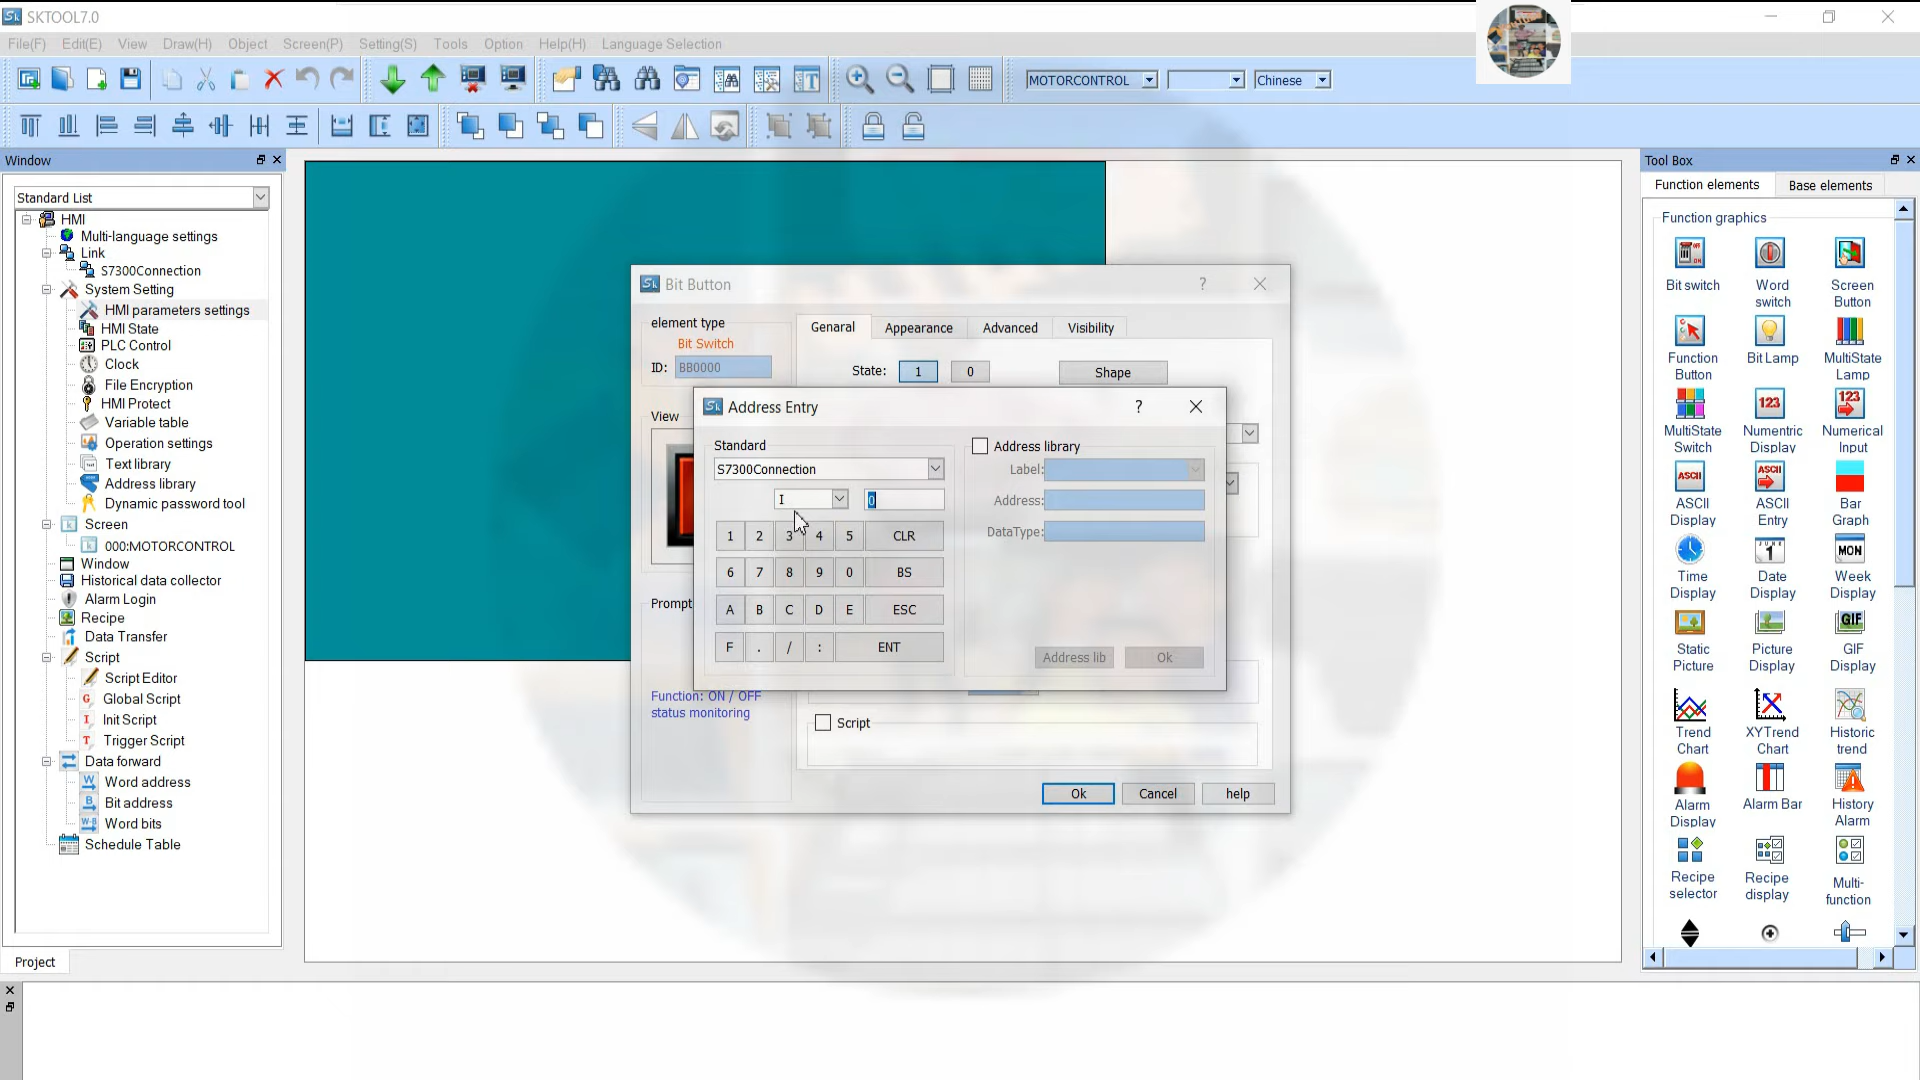 SKTOOL7.0
File(F) Edit(E) View Draw(H) Object Screen(P) Setting(S) Tools Option Help(H) Language Selection
MOTORCONTROL Chinese
Window
Standard List
HMI
Multi-language settings
Link
S7300Connection
System Setting
HMI parameters settings
HMI State
PLC Control
Clock
File Encryption
HMI Protect
Variable table
Operation settings
Text library
Address library
Dynamic password tool
Screen
000:MOTORCONTROL
Window
Historical data collector
Alarm Login
Recipe
Data Transfer
Script
Script Editor
Global Script
Init Script
Trigger Script
Data forward
Word address
Bit address
Word bits
Schedule Table
Project
Bit Button
element type
Bit Switch
ID: BB0000
View
Prompt
Function: ON / OFF
status monitoring
General Appearance Advanced Visibility
State: 1 0 Shape
Script
Ok Cancel help
Address Entry
Standard
S7300Connection
I 0
1 2 3 4 5 CLR
6 7 8 9 0 BS
A B C D E ESC
F . / : ENT
Address library
Label:
Address:
DataType:
Address lib Ok
Tool Box
Function elements Base elements
Function graphics
Bit switch
Word
switch
Screen
Button
Function
Button
Bit Lamp
MultiState
Lamp
MultiState
Switch
Numentric
Display
Numerical
Input
ASCII
Display
ASCII
Entry
Bar
Graph
Time
Display
Date
Display
Week
Display
Static
Picture
Picture
Display
GIF
Display
Trend
Chart
XYTrend
Chart
Historic
trend
Alarm
Display
Alarm Bar
History
Alarm
Recipe
selector
Recipe
display
Multi-
function